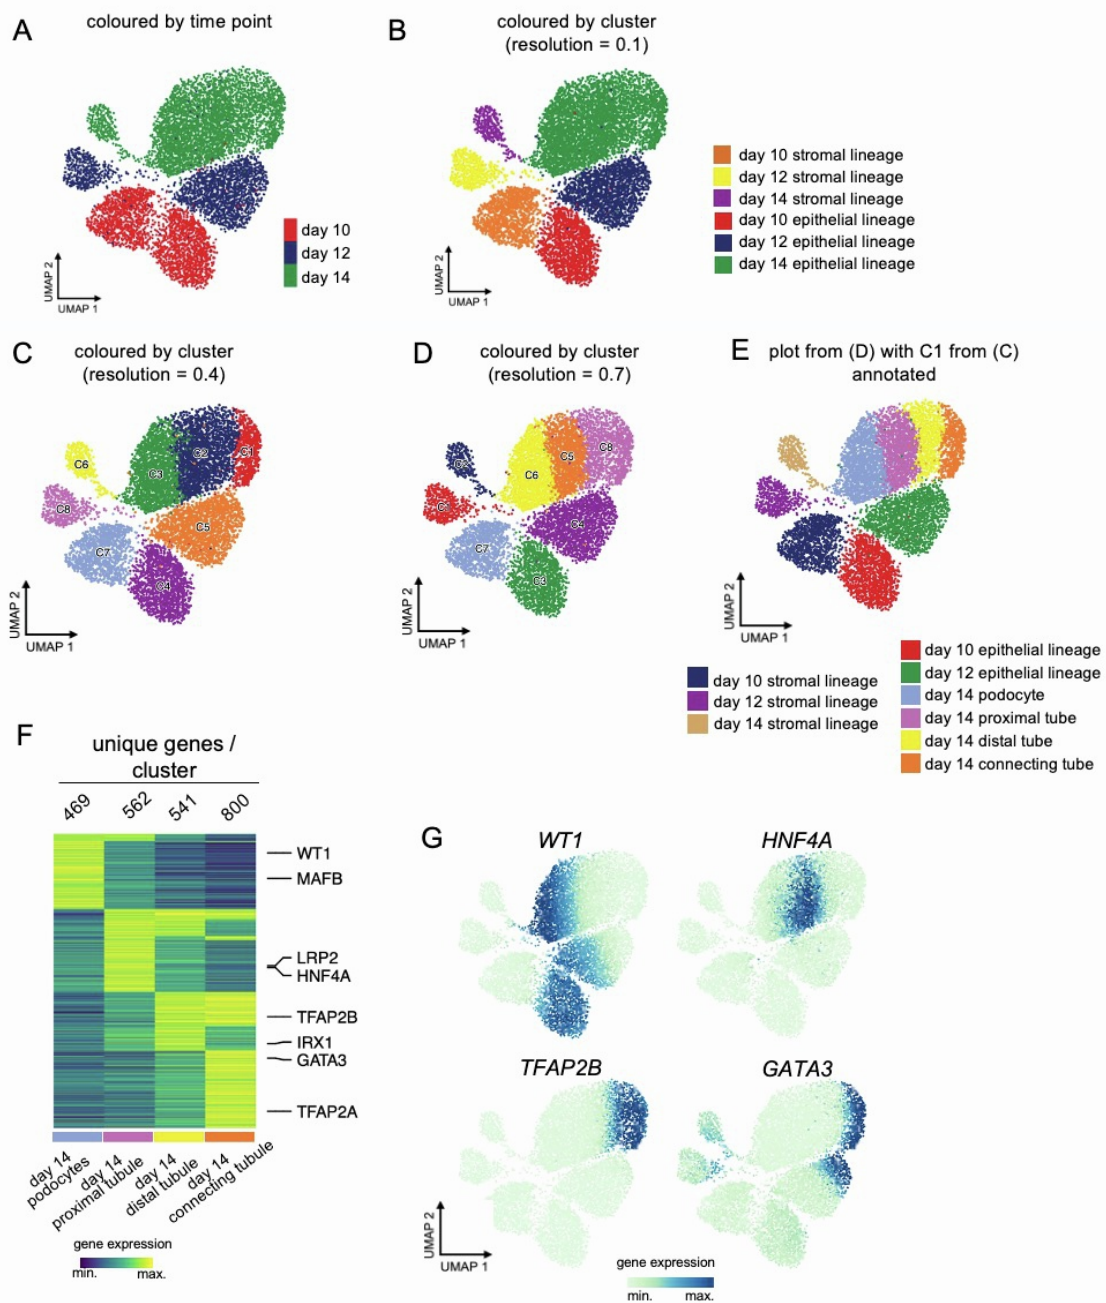 A
coloured by time point
day 10
day 12
day 14
UMAP 2
UMAP 1
B
coloured by cluster
(resolution = 0.1)
day 10 stromal lineage
day 12 stromal lineage
day 14 stromal lineage
day 10 epithelial lineage
day 12 epithelial lineage
day 14 epithelial lineage
UMAP 2
UMAP 1
C
coloured by cluster
(resolution = 0.4)
C6
C3
C2
C1
C8
C5
C7
C4
UMAP 2
UMAP 1
D
coloured by cluster
(resolution = 0.7)
C2
C6
C5
C8
C1
C4
C7
C3
UMAP 2
UMAP 1
E
plot from (D) with C1 from (C)
annotated
UMAP 2
UMAP 1
day 10 stromal lineage
day 12 stromal lineage
day 14 stromal lineage
day 10 epithelial lineage
day 12 epithelial lineage
day 14 podocyte
day 14 proximal tube
day 14 distal tube
day 14 connecting tube
F
unique genes /
cluster
469
562
541
800
WT1
MAFB
LRP2
HNF4A
TFAP2B
IRX1
GATA3
TFAP2A
day 14
podocytes
day 14
proximal tubule
day 14
distal tubule
day 14
connecting tubule
gene expression
min.
max.
G
WT1
HNF4A
TFAP2B
GATA3
UMAP 2
UMAP 1
gene expression
min.
max.